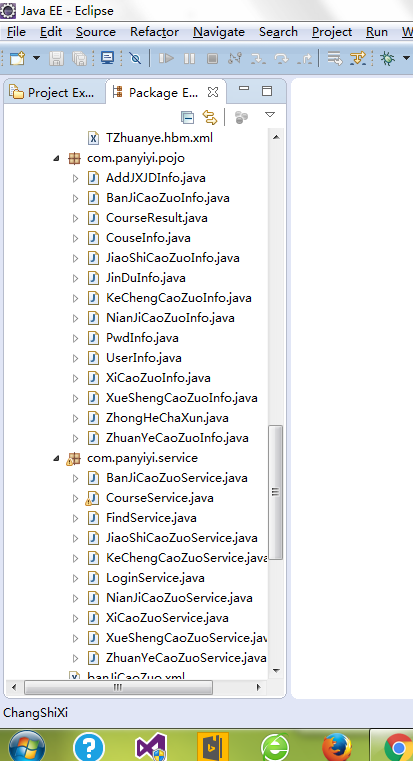 Java EE - Eclipse
File Edit Source Refactor Navigate Search Project Run W
Project Ex... Package E...
TZhuanye.hbm.xml
com.panyiyi.pojo
AddJXJDInfo.java
BanJiCaoZuoInfo.java
CourseResult.java
CouseInfo.java
JiaoShiCaoZuoInfo.java
JinDuInfo.java
KeChengCaoZuoInfo.java
NianJiCaoZuoInfo.java
PwdInfo.java
UserInfo.java
XiCaoZuoInfo.java
XueShengCaoZuoInfo.java
ZhongHeChaXun.java
ZhuanYeCaoZuoInfo.java
com.panyiyi.service
BanJiCaoZuoService.java
CourseService.java
FindService.java
JiaoShiCaoZuoService.java
KeChengCaoZuoService.java
LoginService.java
NianJiCaoZuoService.java
XiCaoZuoService.java
XueShengCaoZuoService.jav
ZhuanYeCaoZuoService.java
banJiCaoZuo.xml
ChangShiXi